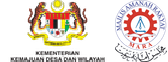 KEMENTERIAN
KEMAJUAN DESA DAN WILAYAH
MAJLIS AMANAH RAKYAT
MARA